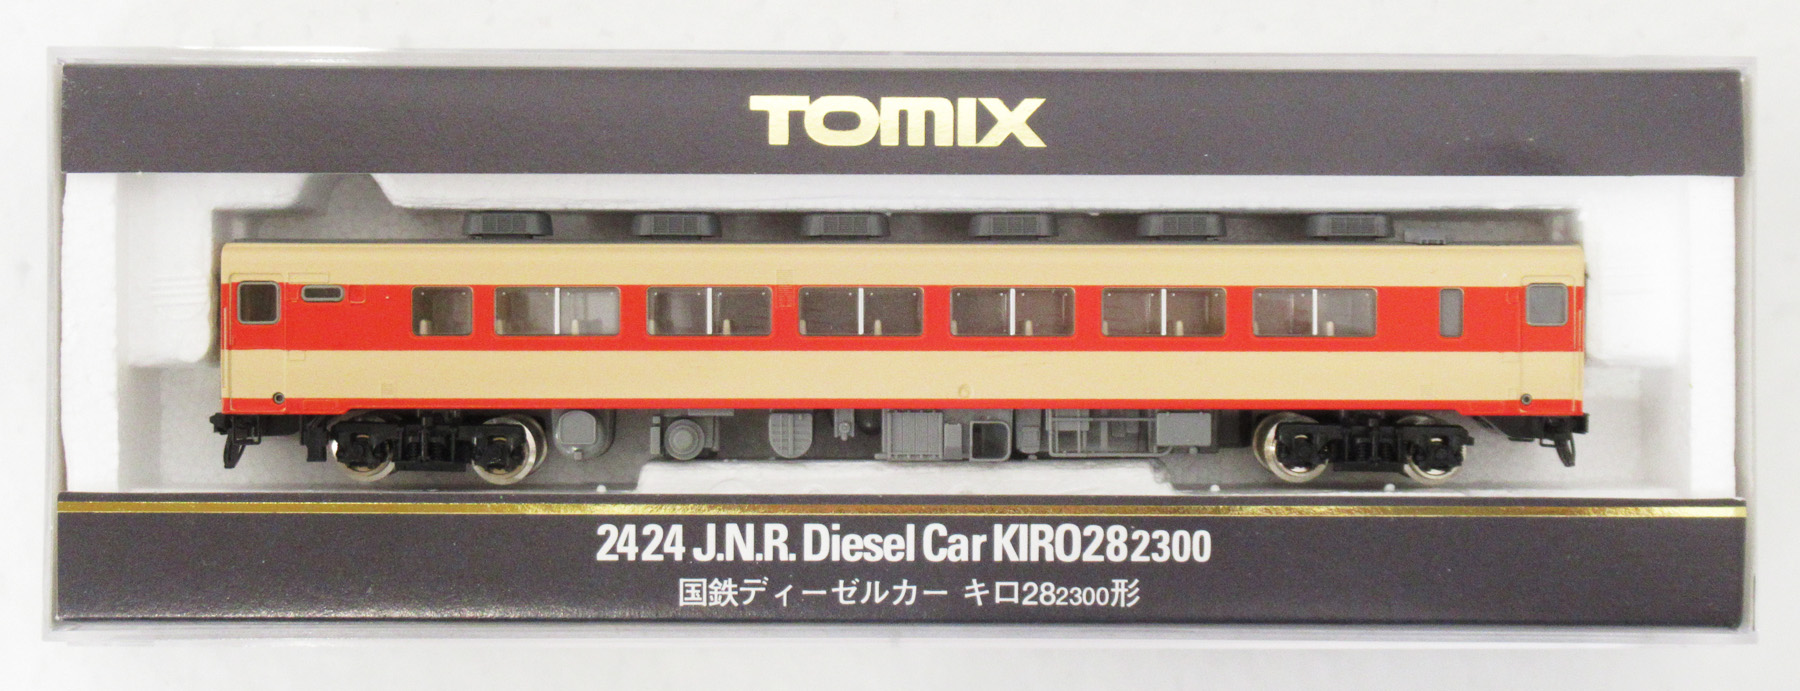 TOMIX
2424 J.N.R. Diesel Car KIRO28 2300
国鉄ディーゼルカー キロ28 2300形